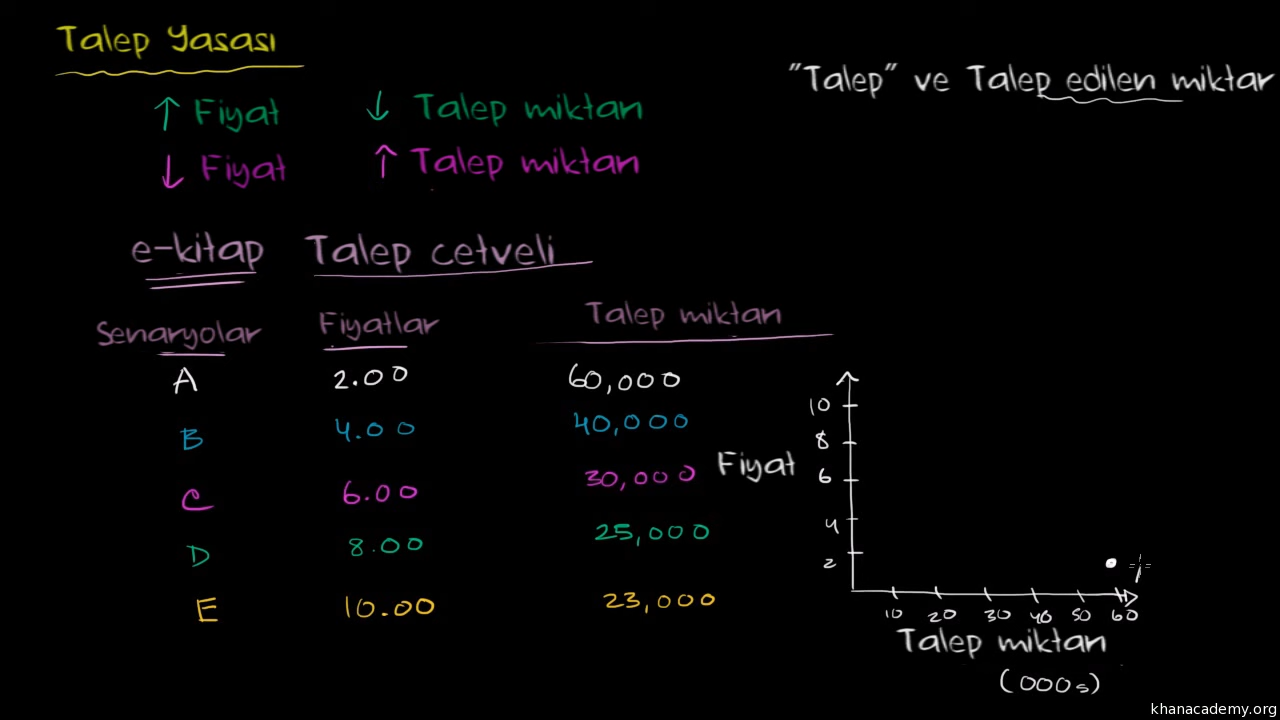 Talep Yasası
"Talep" ve Talep edilen miktar
↑ Fiyat ↓ Talep miktarı
↓ Fiyat ↑ Talep miktarı
e-kitap Talep cetveli
Senaryolar Fiyatlar Talep miktarı
A 2.00 60,000
B 4.00 40,000
C 6.00 30,000
D 8.00 25,000
E 10.00 23,000
Fiyat
10
8
6
4
2
10 20 30 40 50 60
Talep miktarı
(000s)
khanacademy.org